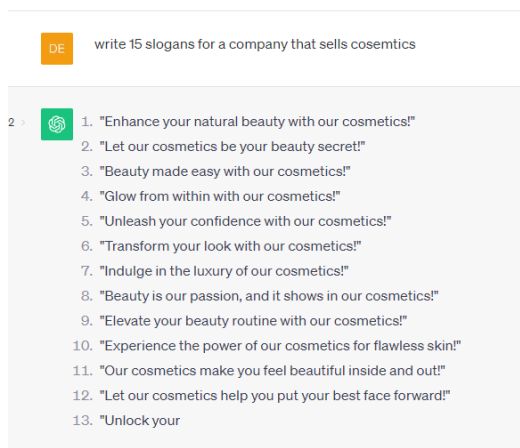 DE
write 15 slogans for a company that sells cosemtics
2 >
1. "Enhance your natural beauty with our cosmetics!"
2. "Let our cosmetics be your beauty secret!"
3. "Beauty made easy with our cosmetics!"
4. "Glow from within with our cosmetics!"
5. "Unleash your confidence with our cosmetics!"
6. "Transform your look with our cosmetics!"
7. "Indulge in the luxury of our cosmetics!"
8. "Beauty is our passion, and it shows in our cosmetics!"
9. "Elevate your beauty routine with our cosmetics!"
10. "Experience the power of our cosmetics for flawless skin!"
11. "Our cosmetics make you feel beautiful inside and out!"
12. "Let our cosmetics help you put your best face forward!"
13. "Unlock your